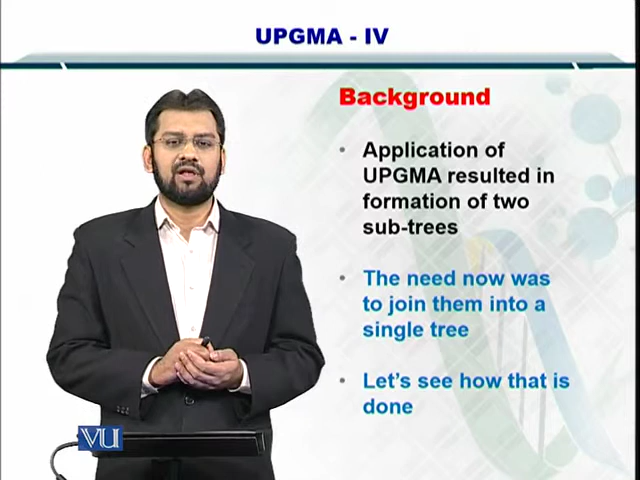 UPGMA - IV
Background
• Application of
UPGMA resulted in
formation of two
sub-trees
• The need now was
to join them into a
single tree
• Let's see how that is
done
VU